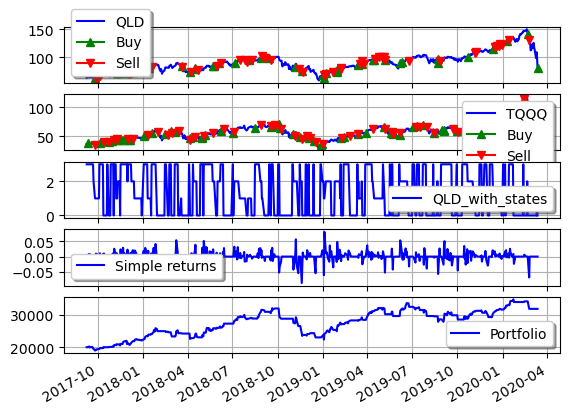 QLD
Buy
Sell
100
50
TQQQ
Buy
Sell
100
50
QLD_with_states
2
0
Simple returns
0.05
0.00
−0.05
Portfolio
30000
20000
2017-10 2018-01 2018-04 2018-07 2018-10 2019-01 2019-04 2019-07 2019-10 2020-01 2020-04